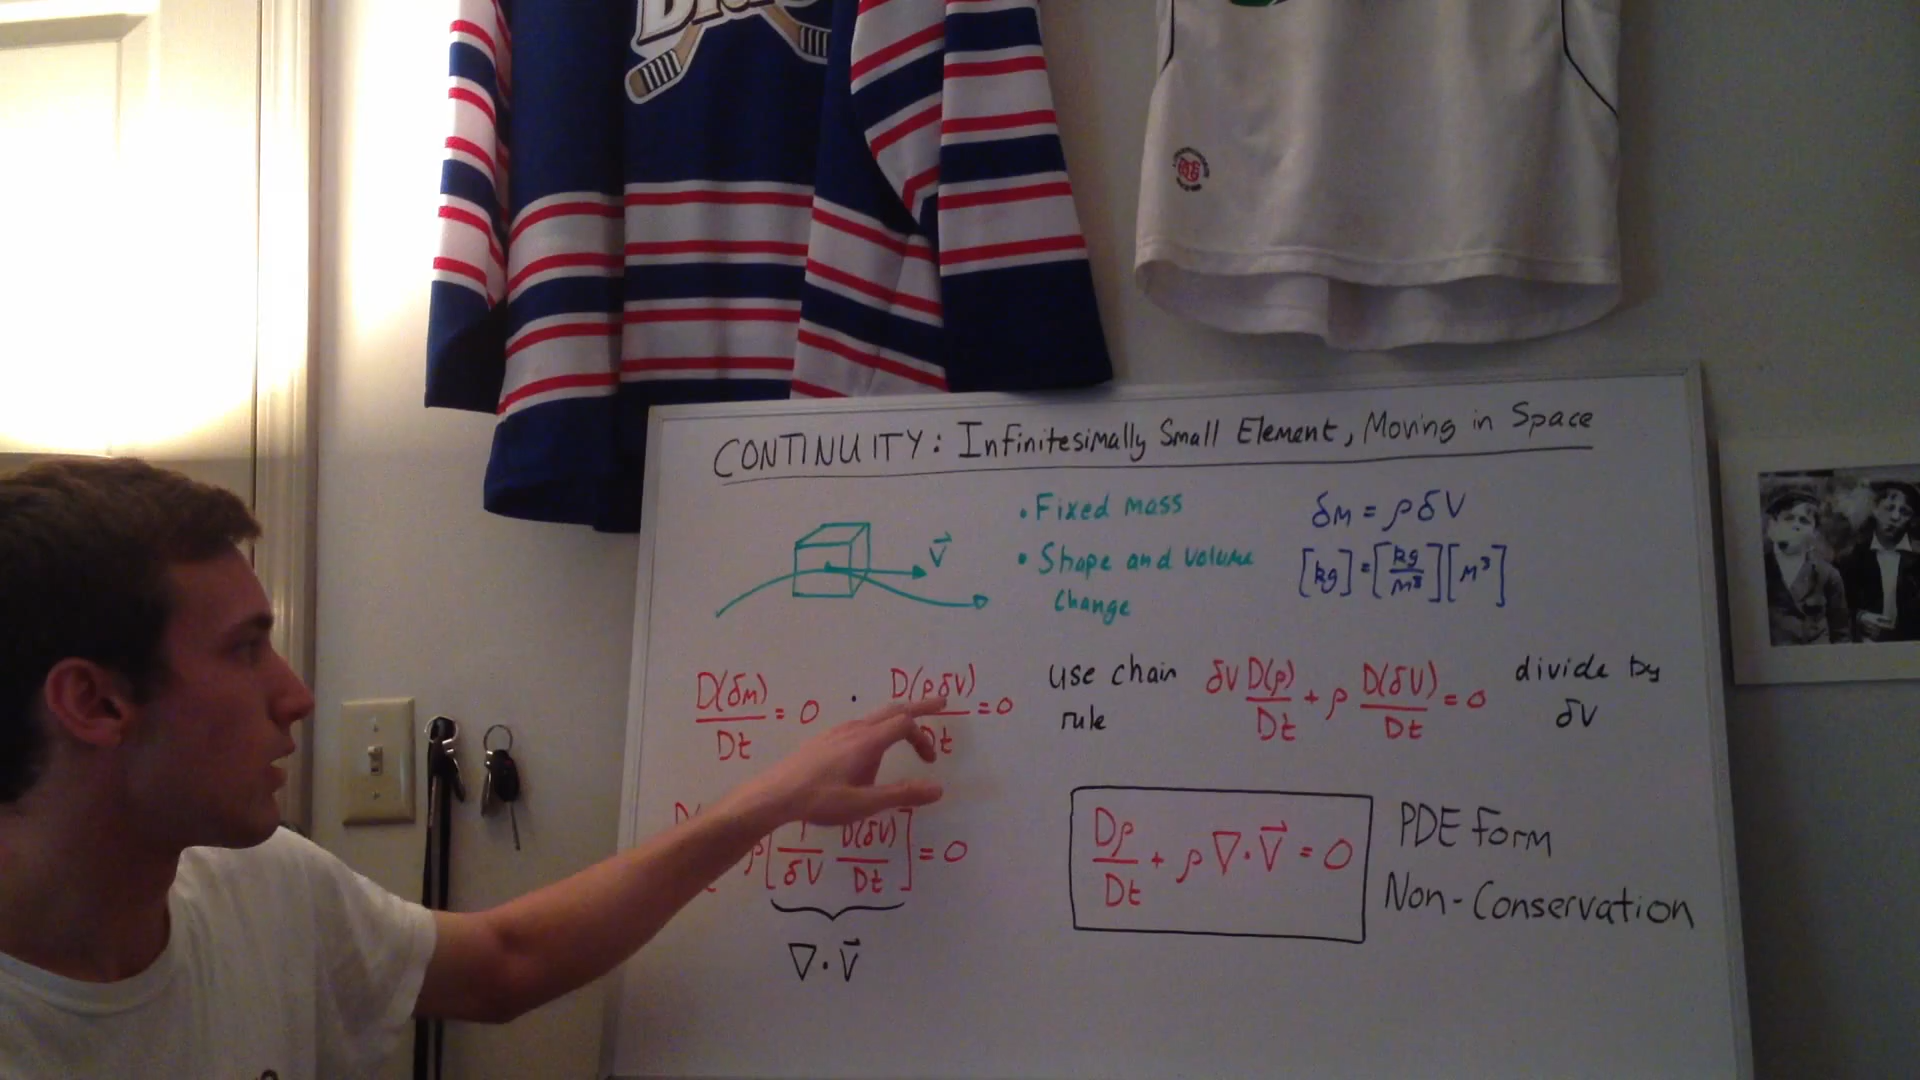 CONTINUITY: Infinitesimally Small Element, Moving in Space
• Fixed mass
• Shape and volume change
V⃗
δm = ρδV
[kg] = [kg/m³][m³]
D(δm)/Dt = 0 · D(ρδV)/Dt = 0
use chain rule
δV D(ρ)/Dt + ρ D(δV)/Dt = 0
divide by δV
ρ[1/δV D(δV)/Dt] = 0
∇·V⃗
Dρ/Dt + ρ∇·V⃗ = 0
PDE form
Non-Conservation